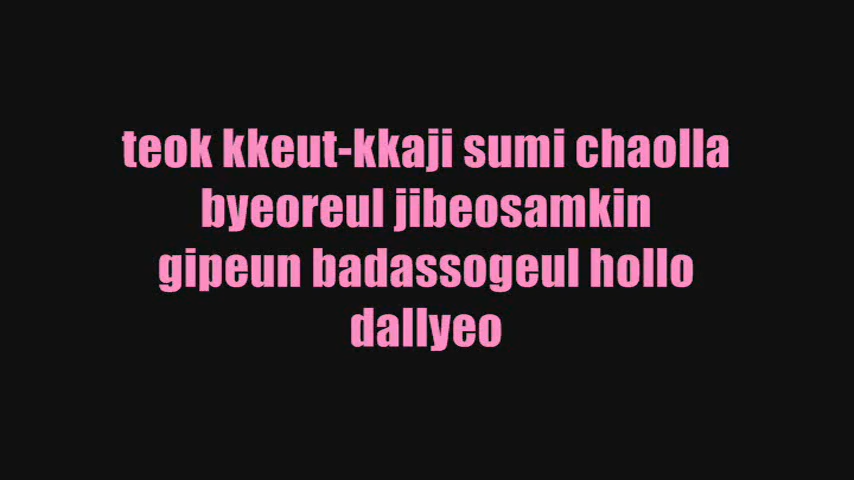 teok kkeut-kkaji sumi chaolla
byeoreul jibeosamkin
gipeun badassogeul hollo
dallyeo